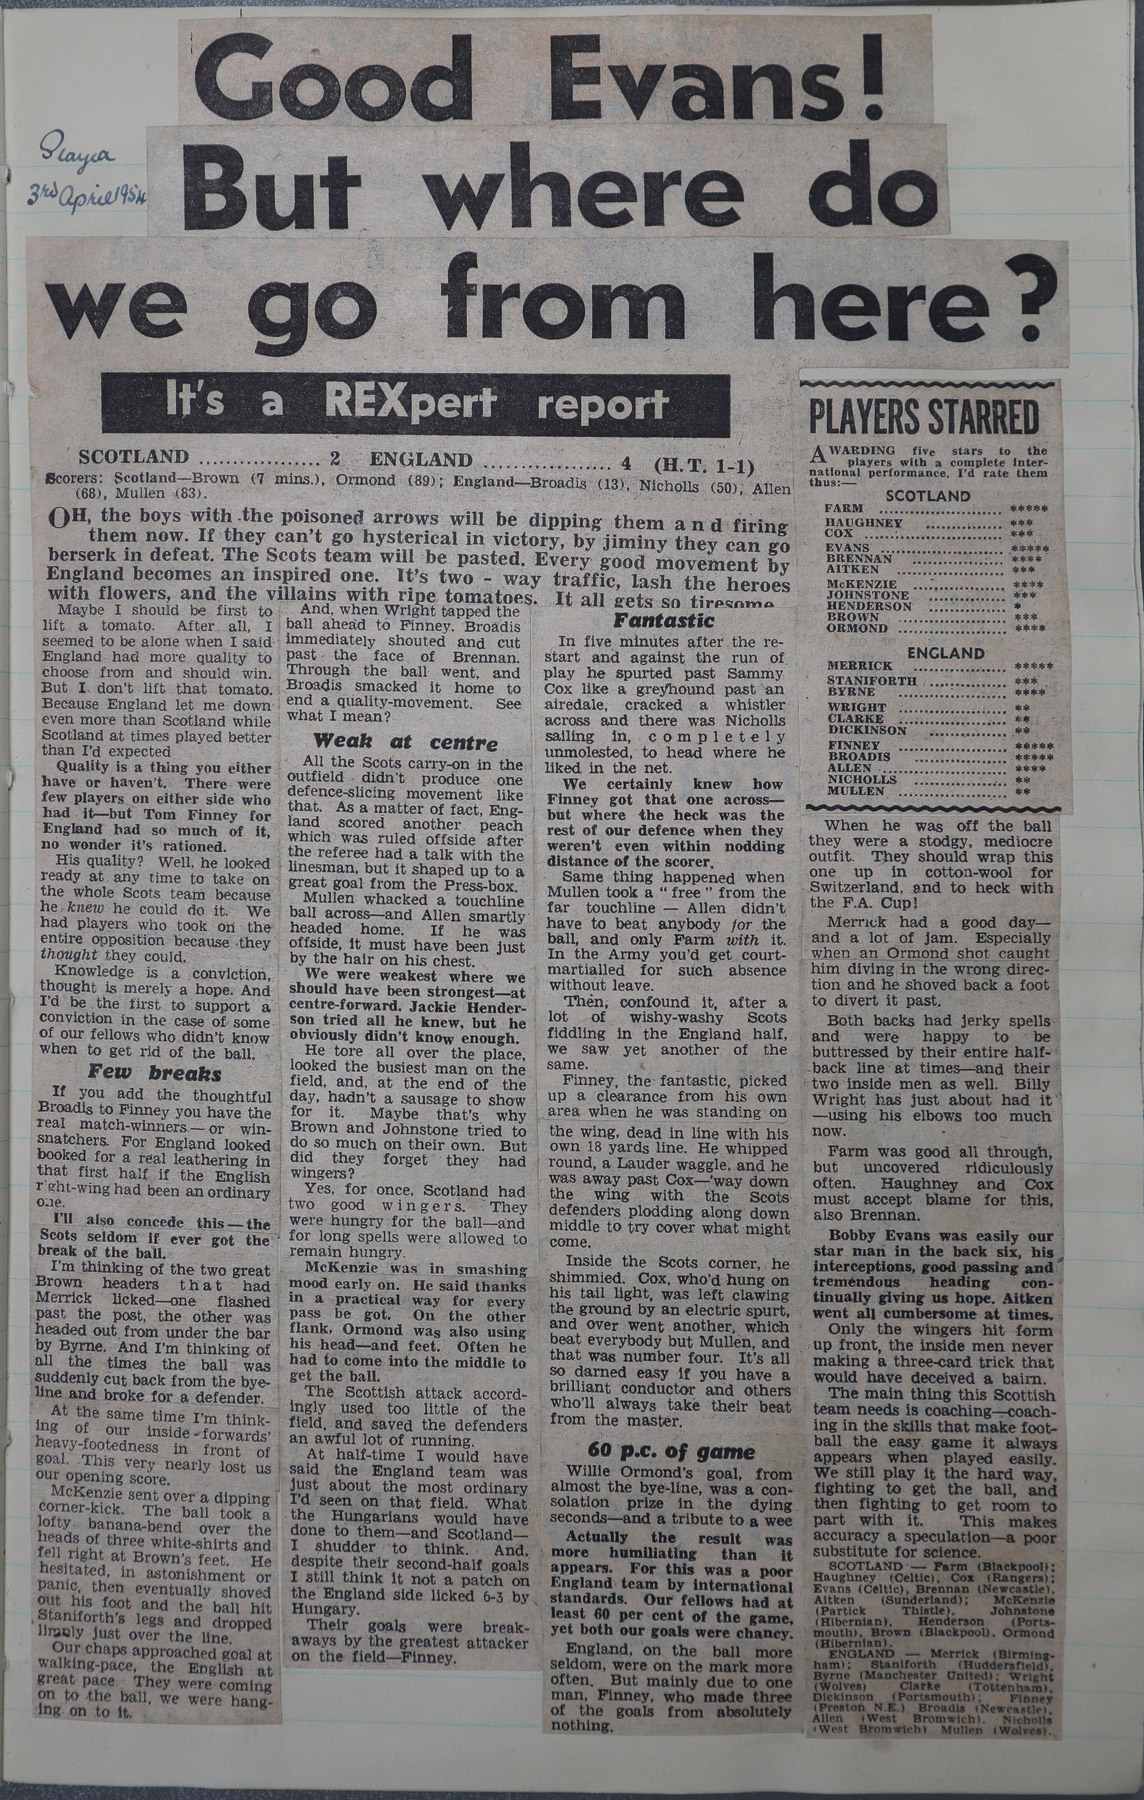 Good Evans!
But where do
we go from here?
3rd April 1954
It's a REXpert report
SCOTLAND ................. 2 ENGLAND .................. 4 (H.T. 1-1)
Scorers: Scotland—Brown (7 mins.), Ormond (89); England—Broadis (13), Nicholls (50), Allen
(68), Mullen (83).
OH, the boys with the poisoned arrows will be dipping them and firing
them now. If they can't go hysterical in victory, by jiminy they can go
berserk in defeat. The Scots team will be pasted. Every good movement by
England becomes an inspired one. It's two - way traffic, lash the heroes
with flowers, and the villains with ripe tomatoes. It all gets so tiresome
Maybe I should be first to
lift a tomato. After all, I
seemed to be alone when I said
England had more quality to
choose from and should win.
But I don't lift that tomato.
Because England let me down
even more than Scotland while
Scotland at times played better
than I'd expected
Quality is a thing you either
have or haven't. There were
few players on either side who
had it—but Tom Finney for
England had so much of it,
no wonder it's rationed.
His quality? Well, he looked
ready at any time to take on
the whole Scots team because
he knew he could do it. We
had players who took on the
entire opposition because they
thought they could.
Knowledge is a conviction,
thought is merely a hope. And
I'd be the first to support a
conviction in the case of some
of our fellows who didn't know
when to get rid of the ball.
Few breaks
If you add the thoughtful
Broadis to Finney you have the
real match-winners—or win-
snatchers. For England looked
booked for a real leathering in
that first half if the English
right-wing had been an ordinary
one.
I'll also concede this—the
Scots seldom if ever got the
break of the ball.
I'm thinking of the two great
Brown headers that had
Merrick licked—one flashed
past the post, the other was
headed out from under the bar
by Byrne. And I'm thinking of
all the times the ball was
suddenly cut back from the bye-
line and broke for a defender.
At the same time I'm think-
ing of our inside-forwards'
heavy-footedness in front of
goal. This very nearly lost us
our opening score.
McKenzie sent over a dipping
corner-kick. The ball took a
lofty banana-bend over the
heads of three white-shirts and
fell right at Brown's feet. He
hesitated, in astonishment or
panic, then eventually shoved
out his foot and the ball hit
Staniforth's legs and dropped
limply just over the line.
Our chaps approached goal at
walking-pace, the English at
great pace. They were coming
on to the ball, we were hang-
ing on to it.
And, when Wright tapped the
ball ahead to Finney. Broadis
immediately shouted and cut
past the face of Brennan.
Through the ball went, and
Broadis smacked it home to
end a quality-movement. See
what I mean?
Weak at centre
All the Scots carry-on in the
outfield didn't produce one
defence-slicing movement like
that. As a matter of fact, Eng-
land scored another peach
which was ruled offside after
the referee had a talk with the
linesman, but it shaped up to a
great goal from the Press-box.
Mullen whacked a touchline
ball across—and Allen smartly
headed home. If he was
offside, it must have been just
by the hair on his chest.
We were weakest where we
should have been strongest—at
centre-forward. Jackie Hender-
son tried all he knew, but he
obviously didn't know enough.
He tore all over the place,
looked the busiest man on the
field, and, at the end of the
day, hadn't a sausage to show
for it. Maybe that's why
Brown and Johnstone tried to
do so much on their own. But
did they forget they had
wingers?
Yes, for once, Scotland had
two good wingers. They
were hungry for the ball—and
for long spells were allowed to
remain hungry.
McKenzie was in smashing
mood early on. He said thanks
in a practical way for every
pass be got. On the other
flank, Ormond was also using
his head—and feet. Often he
had to come into the middle to
get the ball.
The Scottish attack accord-
ingly used too little of the
field, and saved the defenders
an awful lot of running.
At half-time I would have
said the England team was
just about the most ordinary
I'd seen on that field. What
the Hungarians would have
done to them—and Scotland—
I shudder to think. And,
despite their second-half goals
I still think it not a patch on
the England side licked 6-3 by
Hungary.
Their goals were break-
aways by the greatest attacker
on the field—Finney.
Fantastic
In five minutes after the re-
start and against the run of
play he spurted past Sammy
Cox like a greyhound past an
airedale, cracked a whistler
across and there was Nicholls
sailing in, completely
unmolested, to head where he
liked in the net.
We certainly knew how
Finney got that one across—
but where the heck was the
rest of our defence when they
weren't even within nodding
distance of the scorer.
Same thing happened when
Mullen took a "free" from the
far touchline — Allen didn't
have to beat anybody for the
ball, and only Farm with it.
In the Army you'd get court-
martialled for such absence
without leave.
Then, confound it, after a
lot of wishy-washy Scots
fiddling in the England half,
we saw yet another of the
same.
Finney, the fantastic, picked
up a clearance from his own
area when he was standing on
the wing, dead in line with his
own 18 yards line. He whipped
round, a Lauder waggle, and he
was away past Cox—'way down
the wing with the Scots
defenders plodding along down
middle to try cover what might
come.
Inside the Scots corner, he
shimmied. Cox, who'd hung on
his tail light, was left clawing
the ground by an electric spurt,
and over went another, which
beat everybody but Mullen, and
that was number four. It's all
so darned easy if you have a
brilliant conductor and others
who'll always take their beat
from the master.
60 p.c. of game
Willie Ormond's goal, from
almost the bye-line, was a con-
solation prize in the dying
seconds—and a tribute to a wee
Actually the result was
more humiliating than it
appears. For this was a poor
England team by international
standards. Our fellows had at
least 60 per cent of the game,
yet both our goals were chancy.
England, on the ball more
seldom, were on the mark more
often. But mainly due to one
man, Finney, who made three
of the goals from absolutely
nothing.
PLAYERS STARRED
AWARDING five stars to the
players with a complete inter-
national performance. I'd rate them
thus:—
SCOTLAND
FARM ........................ *****
HAUGHNEY ............... ***
COX ........................ ***
EVANS ..................... *****
BRENNAN .................. ****
AITKEN ..................... ***
McKENZIE .................. ****
JOHNSTONE ............... ***
HENDERSON ............... *
BROWN ..................... ***
ORMOND .................. ****
ENGLAND
MERRICK .................. *****
STANIFORTH ............... ***
BYRNE ..................... ****
WRIGHT .................. **
CLARKE .................. **
DICKINSON ............... **
FINNEY .................. *****
BROADIS .................. *****
ALLEN ..................... ****
NICHOLLS ............... **
MULLEN .................. **
When he was off the ball
they were a stodgy, mediocre
outfit. They should wrap this
one up in cotton-wool for
Switzerland, and to heck with
the F.A. Cup!
Merrick had a good day—
and a lot of jam. Especially
when an Ormond shot caught
him diving in the wrong direc-
tion and he shoved back a foot
to divert it past.
Both backs had jerky spells
and were happy to be
buttressed by their entire half-
back line at times—and their
two inside men as well. Billy
Wright has just about had it
—using his elbows too much
now.
Farm was good all through,
but uncovered ridiculously
often. Haughney and Cox
must accept blame for this,
also Brennan.
Bobby Evans was easily our
star man in the back six, his
interceptions, good passing and
tremendous heading con-
tinually giving us hope. Aitken
went all cumbersome at times.
Only the wingers hit form
up front, the inside men never
making a three-card trick that
would have deceived a bairn.
The main thing this Scottish
team needs is coaching—coach-
ing in the skills that make foot-
ball the easy game it always
appears when played easily.
We still play it the hard way,
fighting to get the ball, and
then fighting to get room to
part with it. This makes
accuracy a speculation—a poor
substitute for science.
SCOTLAND — Farm (Blackpool);
Haughney (Celtic), Cox (Rangers);
Evans (Celtic), Brennan (Newcastle),
Aitken (Sunderland); McKenzie
(Partick Thistle), Johnstone
(Hibernian), Henderson (Ports-
mouth), Brown (Blackpool), Ormond
(Hibernian).
ENGLAND — Merrick (Birming-
ham); Staniforth (Huddersfield),
Byrne (Manchester United); Wright
(Wolves) Clarke (Tottenham),
Dickinson (Portsmouth); Finney
(Preston N.E.) Broadis (Newcastle),
Allen (West Bromwich), Nicholls
(West Bromwich) Mullen (Wolves).